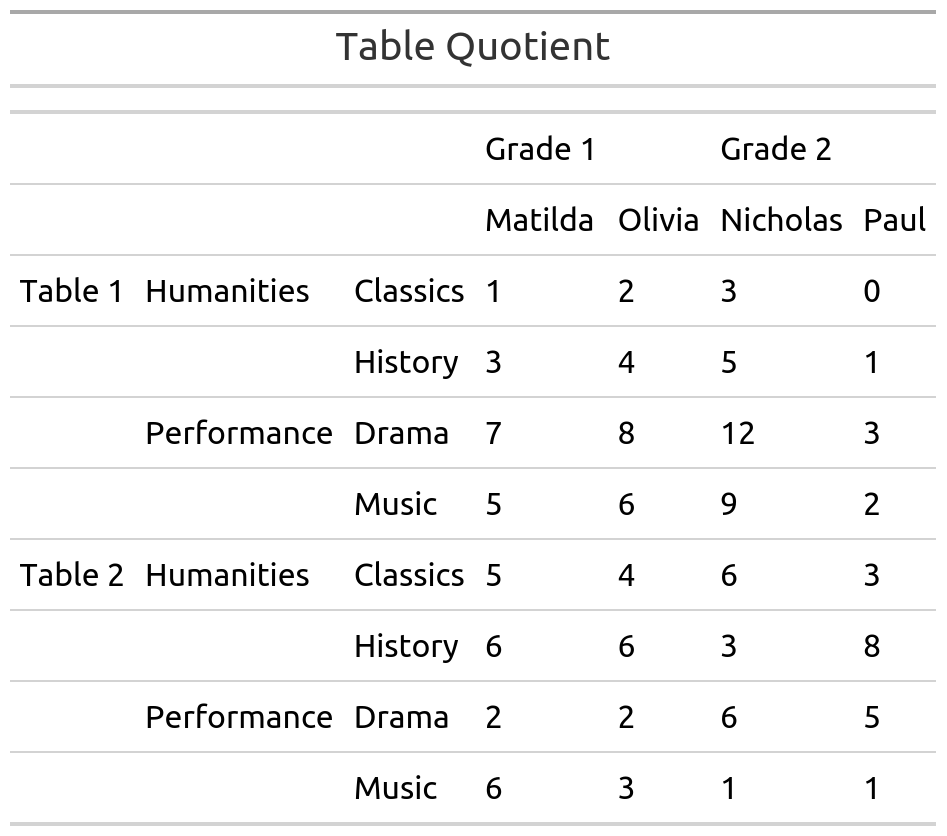 Table Quotient
Grade 1 Grade 2
Matilda Olivia Nicholas Paul
Table 1 Humanities Classics 1 2 3 0
History 3 4 5 1
Performance Drama 7 8 12 3
Music 5 6 9 2
Table 2 Humanities Classics 5 4 6 3
History 6 6 3 8
Performance Drama 2 2 6 5
Music 6 3 1 1